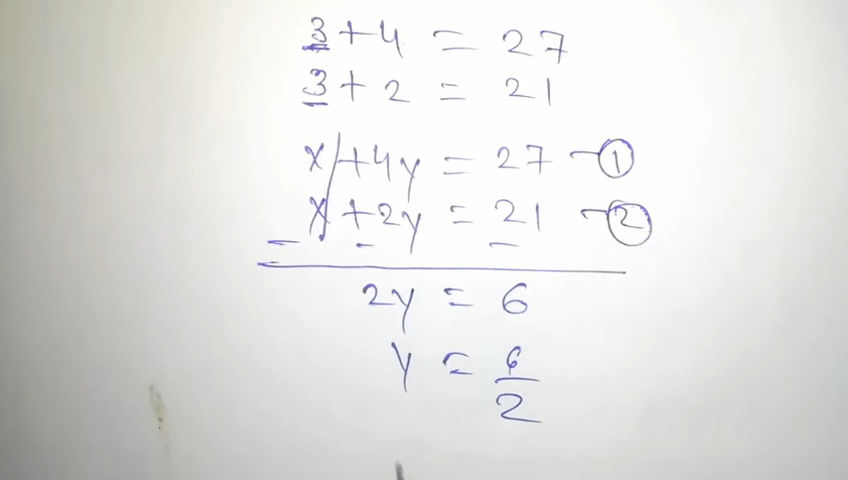 3 + 4 = 27
3 + 2 = 21
x + 4y = 27 - 1
x + 2y = 21 - 2
- - -
2y = 6
y = 6/2